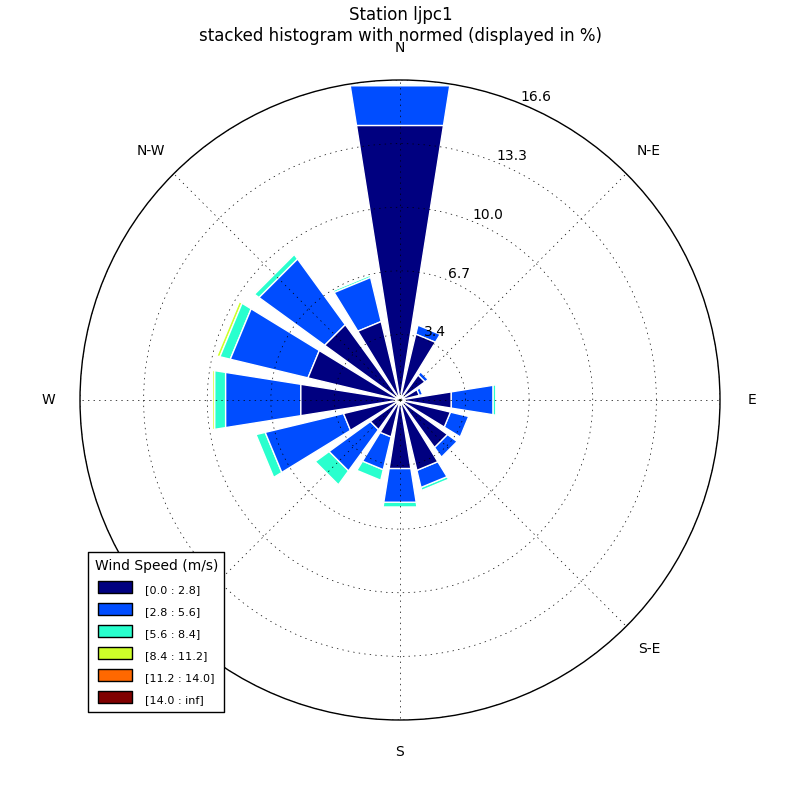 Station ljpc1
stacked histogram with normed (displayed in %)
N
16.6
N-W
N-E
13.3
10.0
6.7
3.4
W
E
Wind Speed (m/s)
[0.0 : 2.8]
[2.8 : 5.6]
[5.6 : 8.4]
[8.4 : 11.2]
[11.2 : 14.0]
[14.0 : inf]
S-E
S